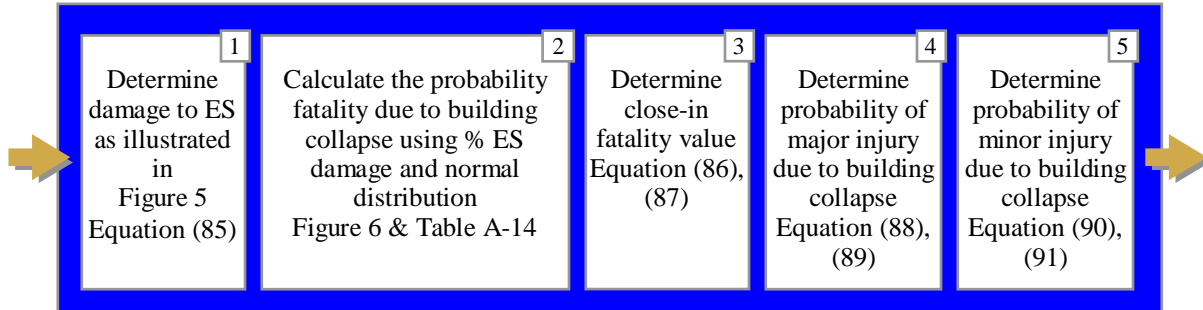 1
Determine
damage to ES
as illustrated
in
Figure 5
Equation (85)
2
Calculate the probability
fatality due to building
collapse using % ES
damage and normal
distribution
Figure 6 & Table A-14
3
Determine
close-in
fatality value
Equation (86),
(87)
4
Determine
probability of
major injury
due to building
collapse
Equation (88),
(89)
5
Determine
probability of
minor injury
due to building
collapse
Equation (90),
(91)